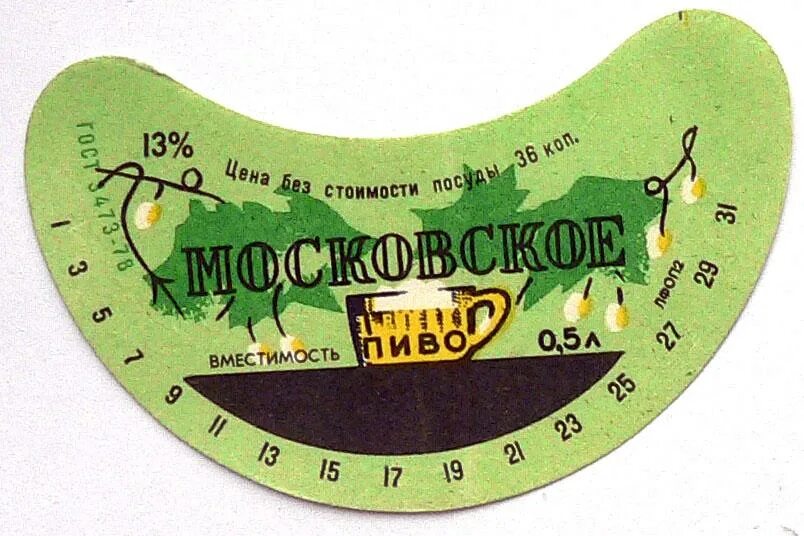 ГОСТ 3473-78
13%
Цена без стоимости посуды 36 коп.
МОСКОВСКОЕ
ПИВО
ВМЕСТИМОСТЬ 0,5л
ЛФОП2
1 3 5 7 9 11 13 15 17 19 21 23 25 27 29 31